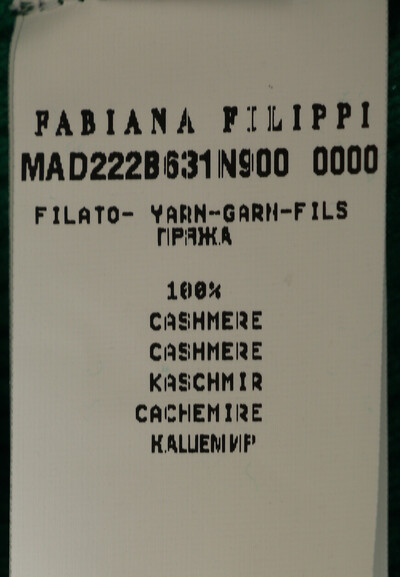 FABIANA FILIPPI
MAD222B631N900 0000
FILATO- YARN-GARN-FILS
ПРЯЖА
100%
CASHMERE
CASHMERE
KASCHMIR
CACHEMIRE
КАШЕМИР